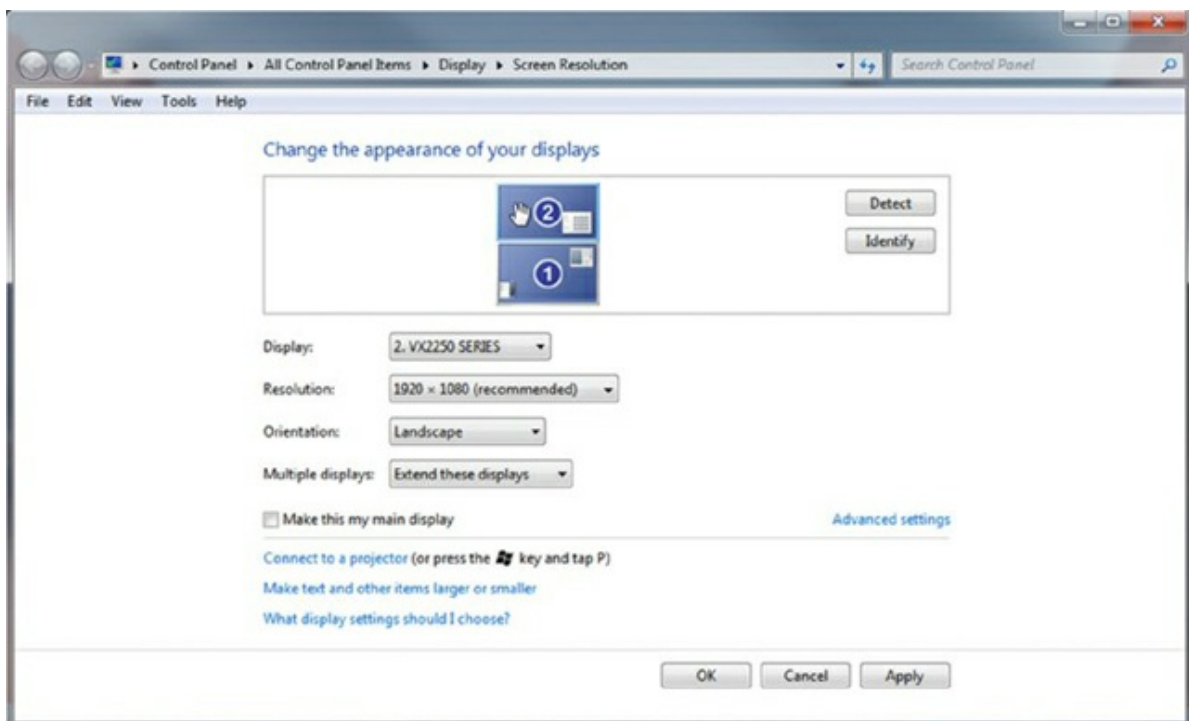 Control Panel ▸ All Control Panel Items ▸ Display ▸ Screen Resolution
Search Control Panel
File Edit View Tools Help
Change the appearance of your displays
2
1
Detect
Identify
Display: 2. VX2250 SERIES
Resolution: 1920 × 1080 (recommended)
Orientation: Landscape
Multiple displays: Extend these displays
Make this my main display
Advanced settings
Connect to a projector (or press the key and tap P)
Make text and other items larger or smaller
What display settings should I choose?
OK Cancel Apply